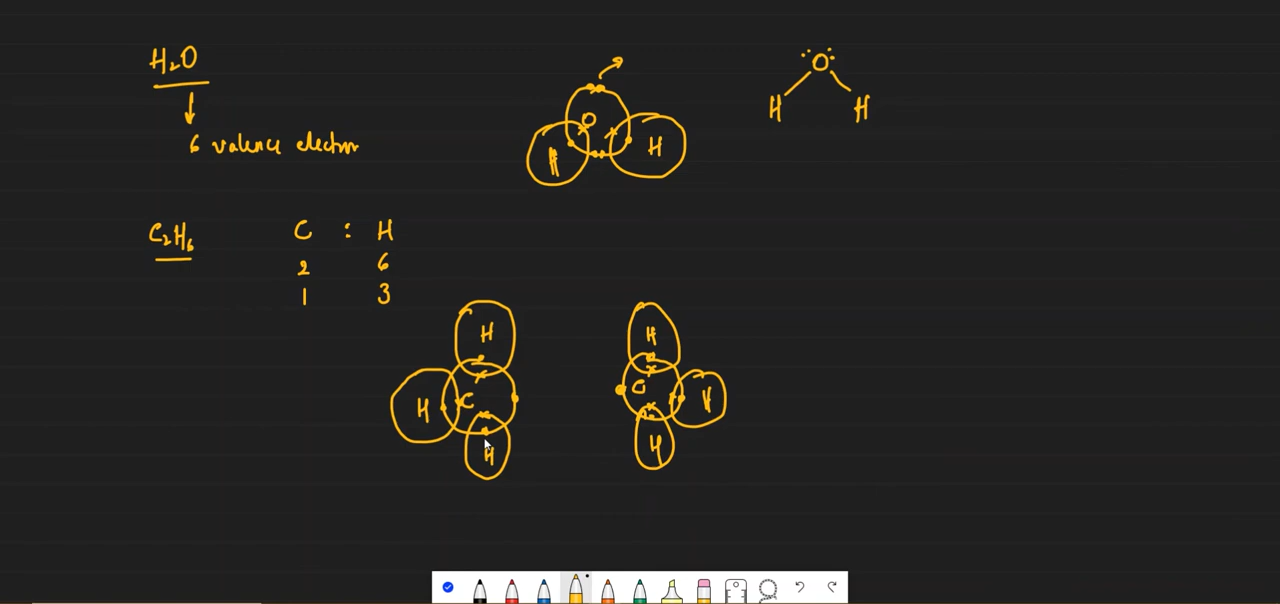 H₂O
6 valence electron
O
H H
O
H H
C₂H₆
C : H
2 6
1 3
H H
H C C H
H H